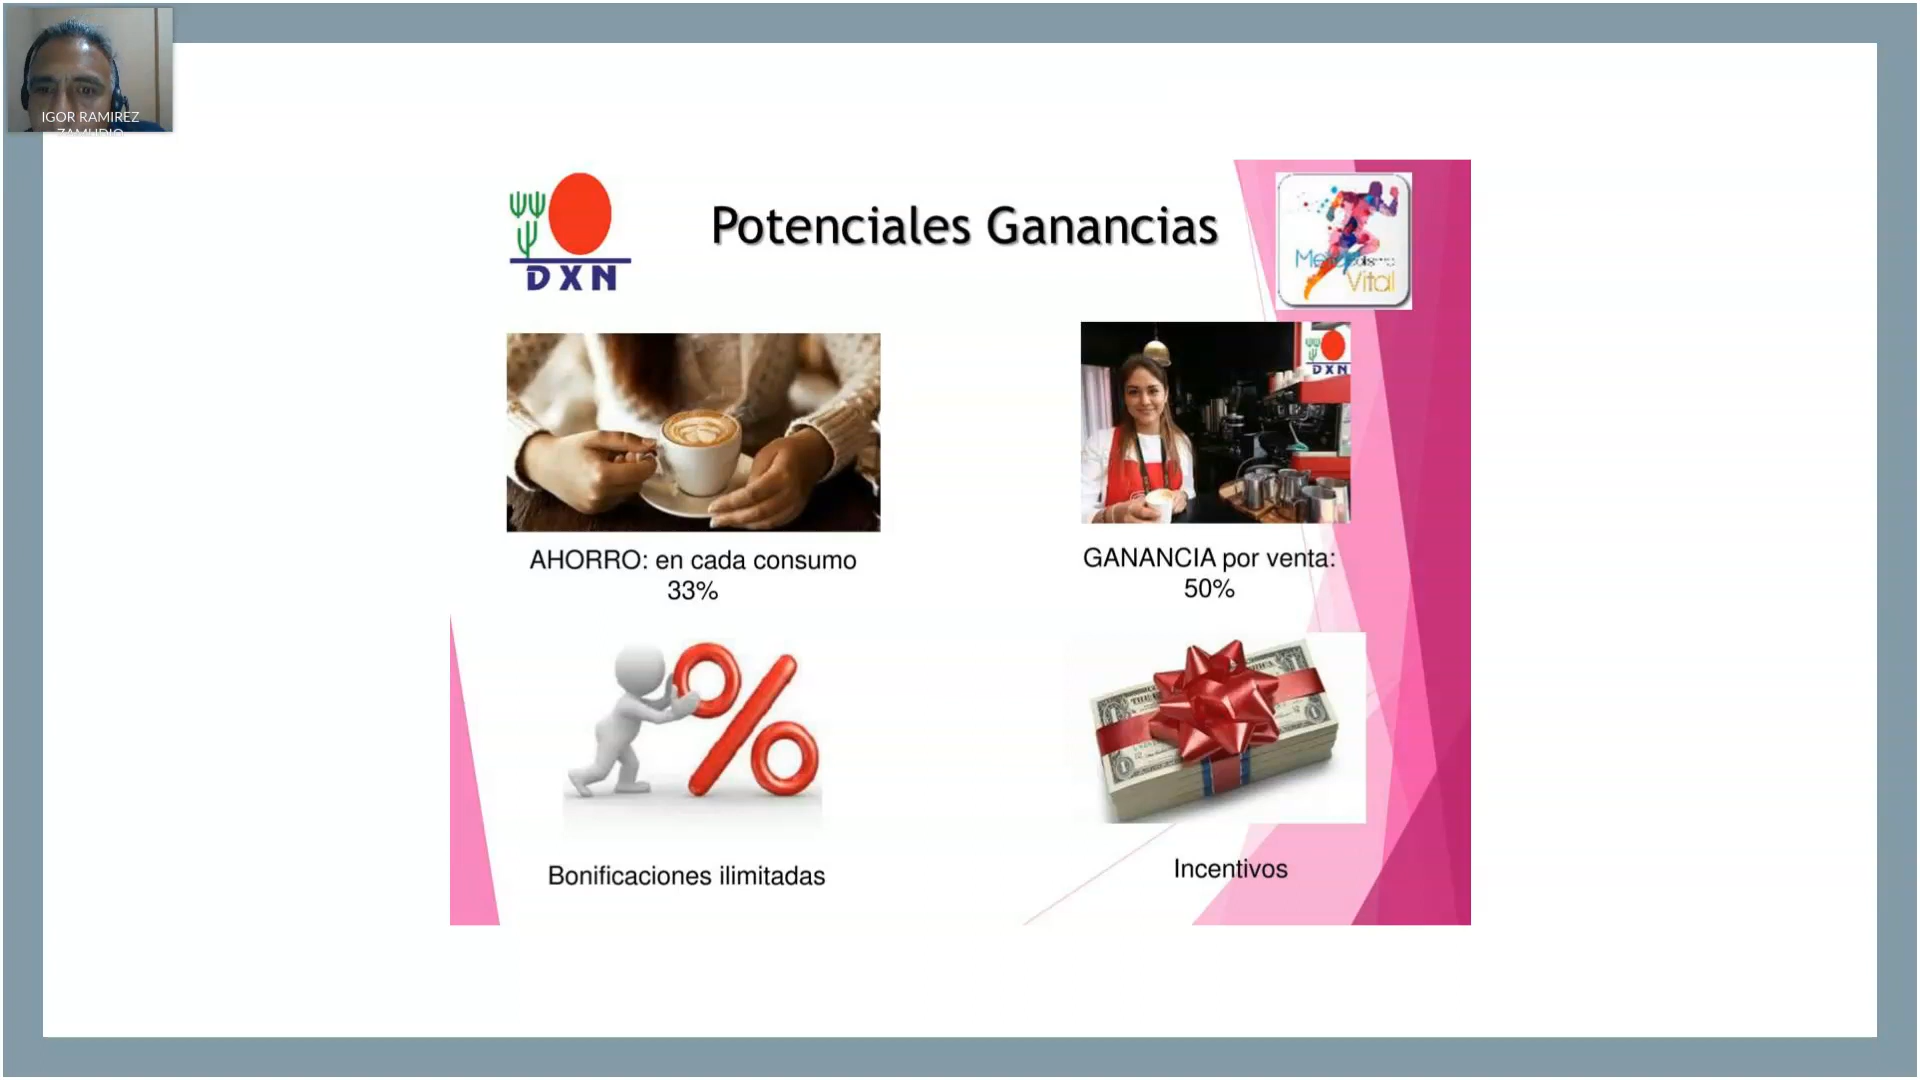 IGOR RAMIREZ
ZAMUDIO
Potenciales Ganancias
DXN
Vital
DXN
AHORRO: en cada consumo
33%
GANANCIA por venta:
50%
%
Bonificaciones ilimitadas
Incentivos